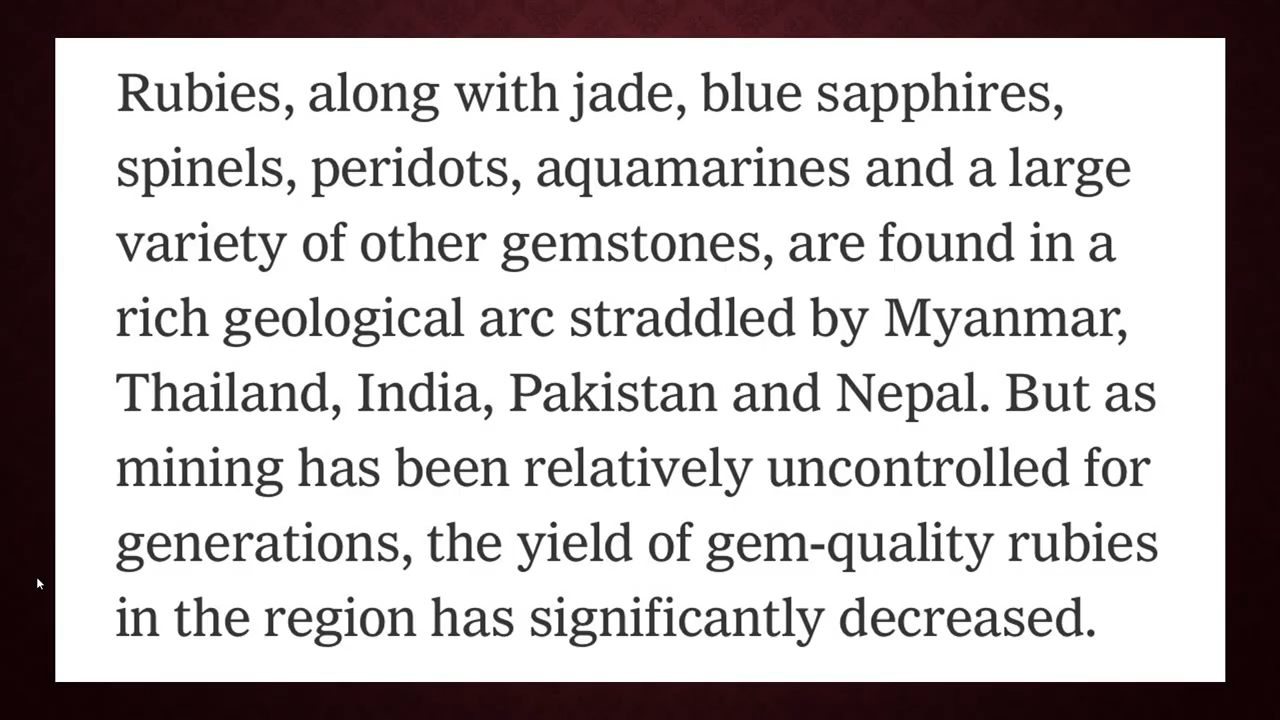 Rubies, along with jade, blue sapphires,
spinels, peridots, aquamarines and a large
variety of other gemstones, are found in a
rich geological arc straddled by Myanmar,
Thailand, India, Pakistan and Nepal. But as
mining has been relatively uncontrolled for
generations, the yield of gem-quality rubies
in the region has significantly decreased.